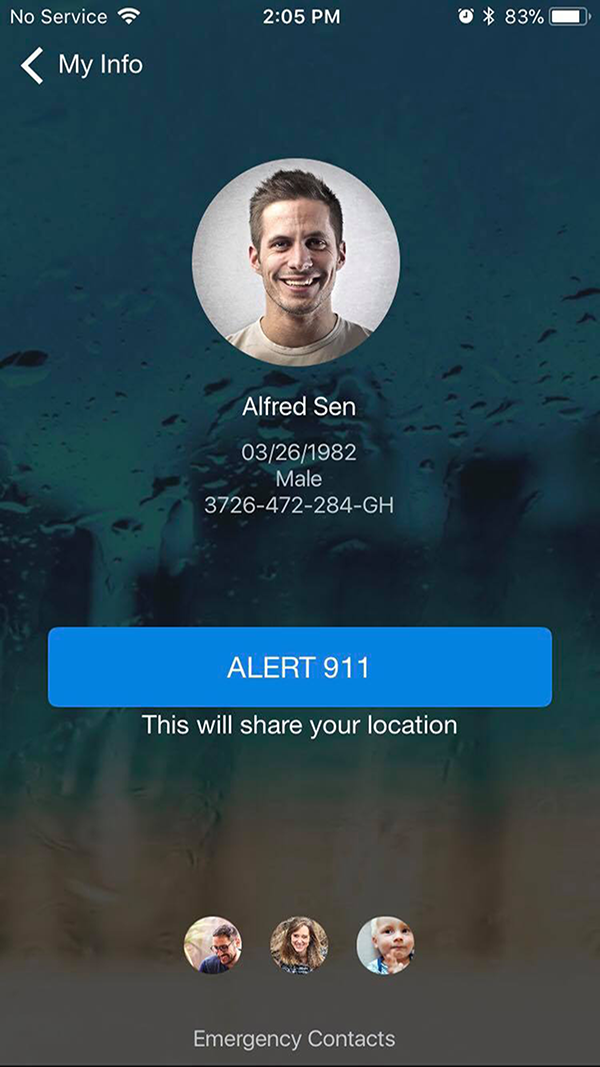 No Service 2:05 PM 83%
My Info
Alfred Sen
03/26/1982
Male
3726-472-284-GH
ALERT 911
This will share your location
Emergency Contacts